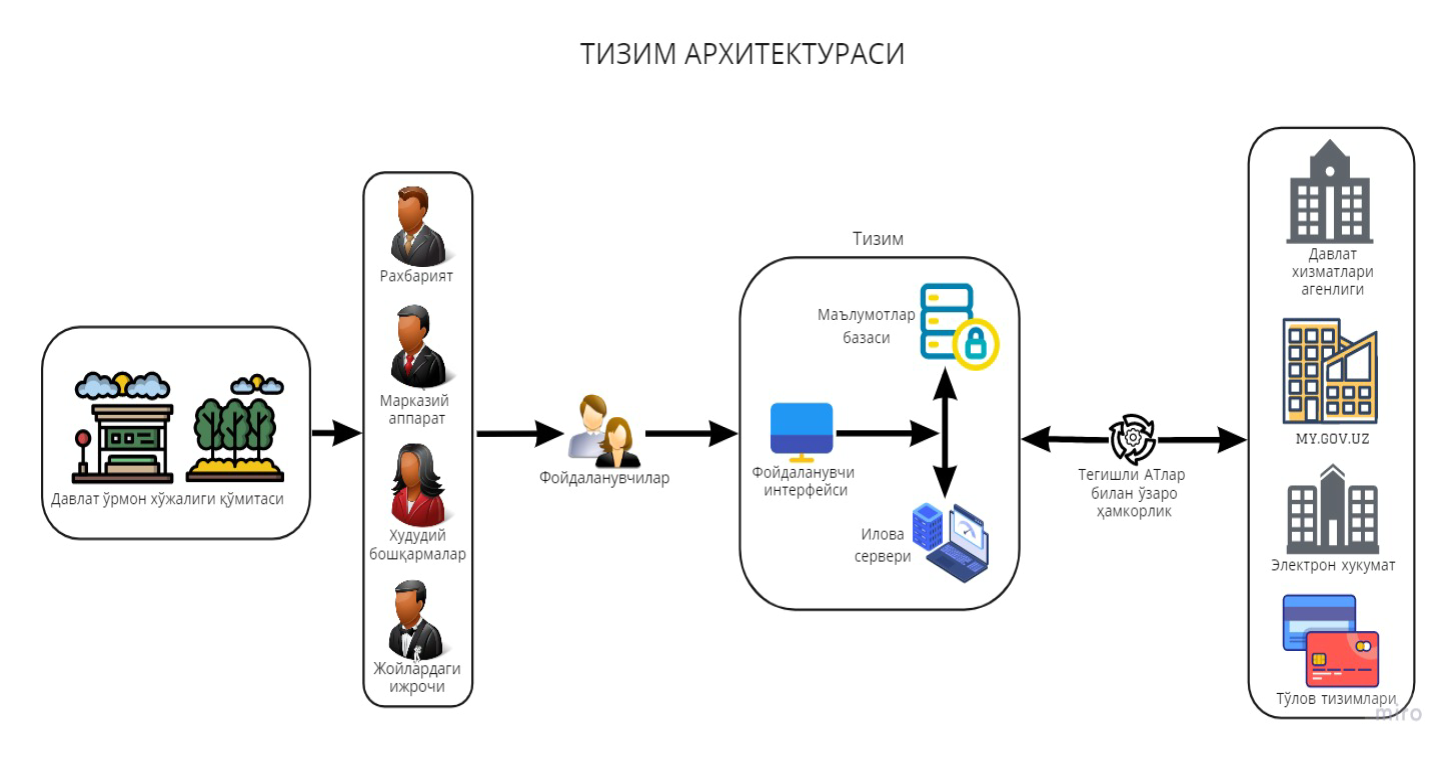 ТИЗИМ АРХИТЕКТУРАСИ
Давлат ўрмон хўжалиги қўмитаси
Рахбарият
Марказий
аппарат
Худудий
бошқармалар
Жойлардаги
ижрочи
Фойдаланувчилар
Тизим
Маълумотлар
базаси
Фойдаланувчи
интерфейси
Илова
сервери
Тегишли АТлар
билан ўзаро
ҳамкорлик
Давлат
хизматлари
агенлиги
MY.GOV.UZ
Электрон хукумат
Тўлов тизимлари
miro